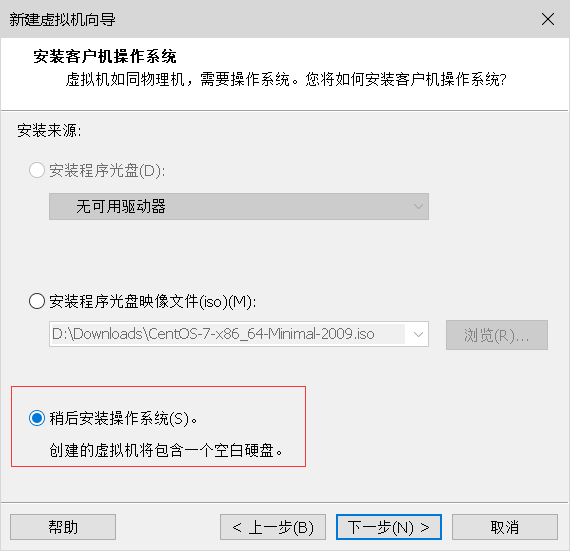 新建虚拟机向导
安装客户机操作系统
虚拟机如同物理机，需要操作系统。您将如何安装客户机操作系统?
安装来源:
安装程序光盘(D):
无可用驱动器
安装程序光盘映像文件(iso)(M):
D:\Downloads\CentOS-7-x86_64-Minimal-2009.iso
浏览(R)...
稍后安装操作系统(S)。
创建的虚拟机将包含一个空白硬盘。
帮助
< 上一步(B)
下一步(N) >
取消